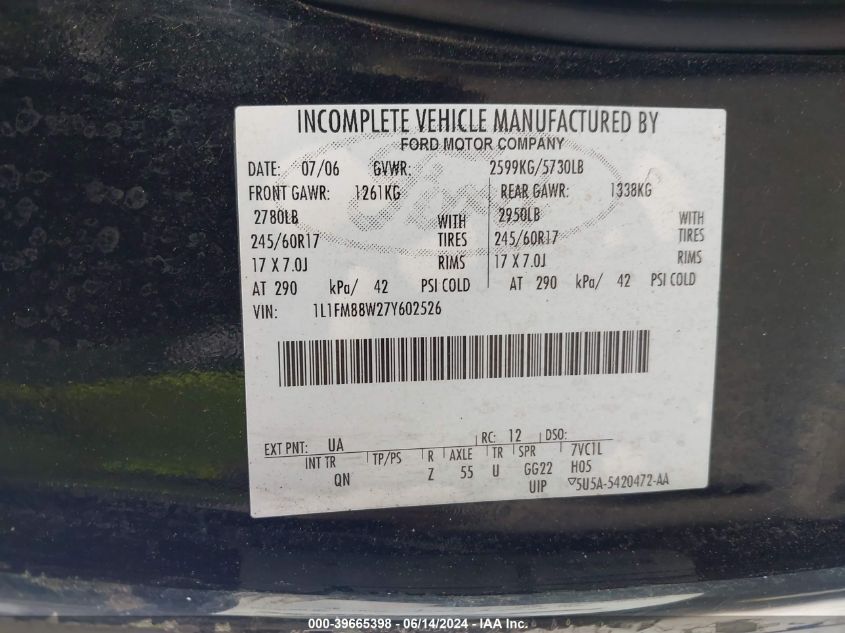 INCOMPLETE VEHICLE MANUFACTURED BY
FORD MOTOR COMPANY
DATE: 07/06 GVWR: 2599KG/5730LB
FRONT GAWR: 1261KG REAR GAWR: 1338KG
2780LB WITH 2950LB WITH
245/60R17 TIRES 245/60R17 TIRES
17 X 7.0J RIMS 17 X 7.0J RIMS
AT 290 kPa/ 42 PSI COLD AT 290 kPa/ 42 PSI COLD
VIN: 1L1FM88W27Y602526
EXT PNT: UA RC: 12 DSO:
INT TR TP/PS R AXLE TR SPR 7VC1L
QN Z 55 U GG22 H05
UIP ▽5U5A-5420472-AA
Ford
000-39665398 - 06/14/2024 - IAA Inc.